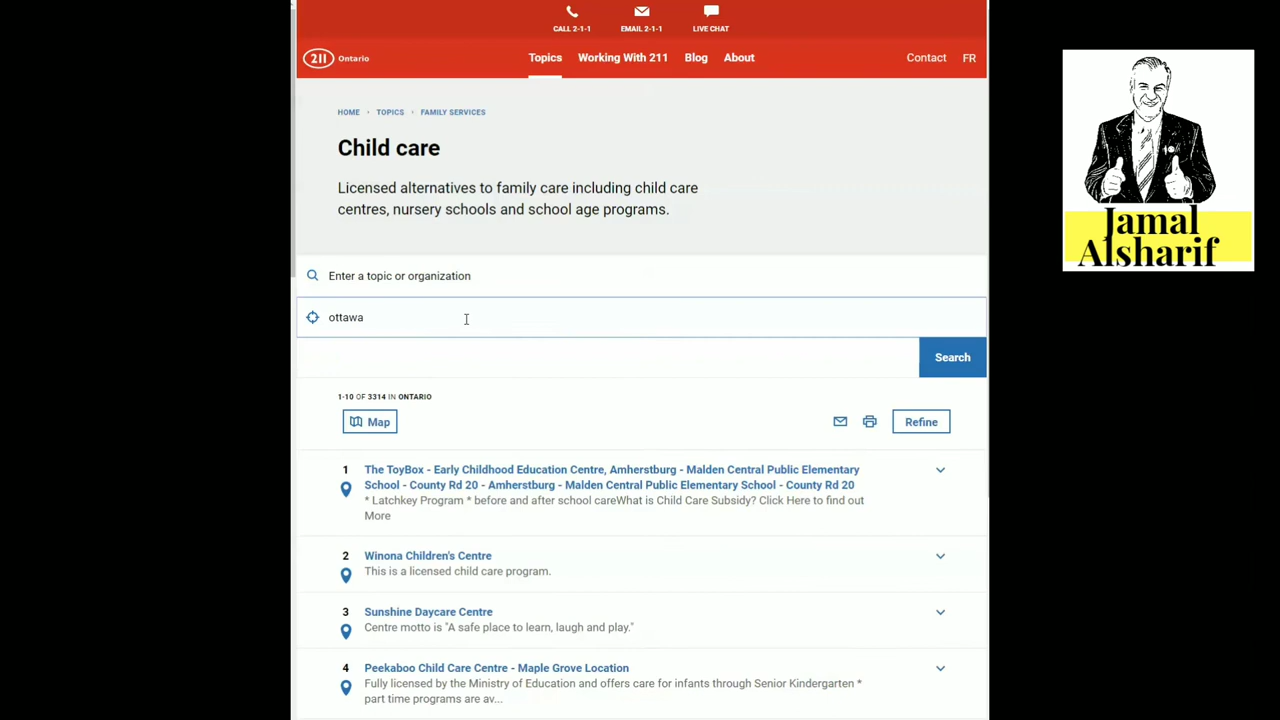 CALL 2-1-1
EMAIL 2-1-1
LIVE CHAT
211 Ontario
Topics
Working With 211
Blog
About
Contact
FR
HOME › TOPICS › FAMILY SERVICES
Child care
Licensed alternatives to family care including child care
centres, nursery schools and school age programs.
Enter a topic or organization
ottawa
Search
1-10 OF 3314 IN ONTARIO
Map
Refine
1 The ToyBox - Early Childhood Education Centre, Amherstburg - Malden Central Public Elementary
School - County Rd 20 - Amherstburg - Malden Central Public Elementary School - County Rd 20
* Latchkey Program * before and after school careWhat is Child Care Subsidy? Click Here to find out
More
2 Winona Children's Centre
This is a licensed child care program.
3 Sunshine Daycare Centre
Centre motto is "A safe place to learn, laugh and play."
4 Peekaboo Child Care Centre - Maple Grove Location
Fully licensed by the Ministry of Education and offers care for infants through Senior Kindergarten *
part time programs are av...
Jamal
Alsharif